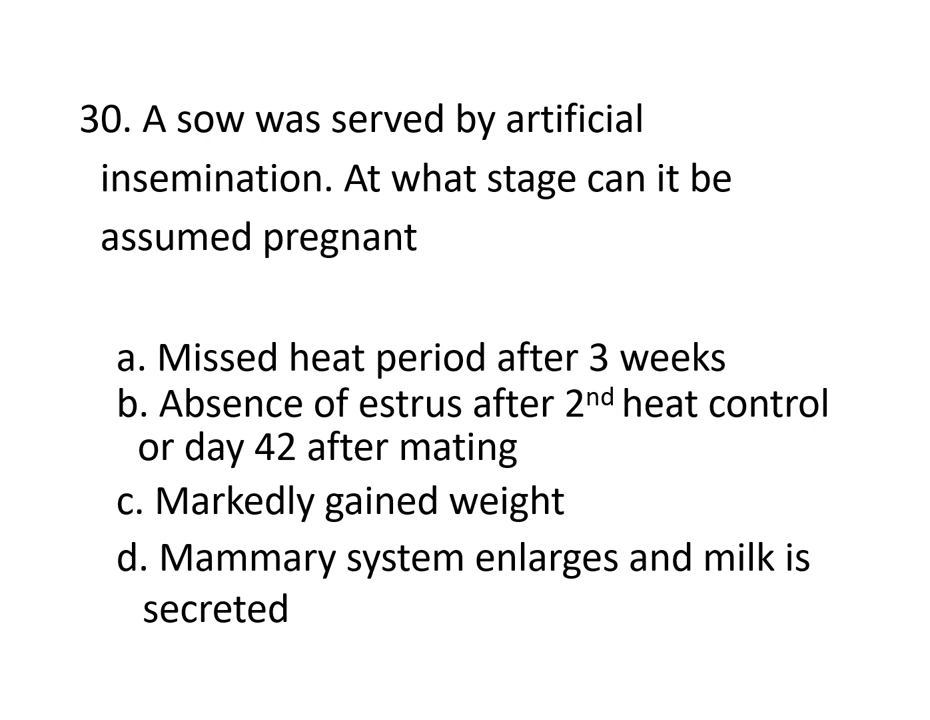 30. A sow was served by artificial
insemination. At what stage can it be
assumed pregnant
a. Missed heat period after 3 weeks
b. Absence of estrus after 2nd heat control
or day 42 after mating
c. Markedly gained weight
d. Mammary system enlarges and milk is
secreted